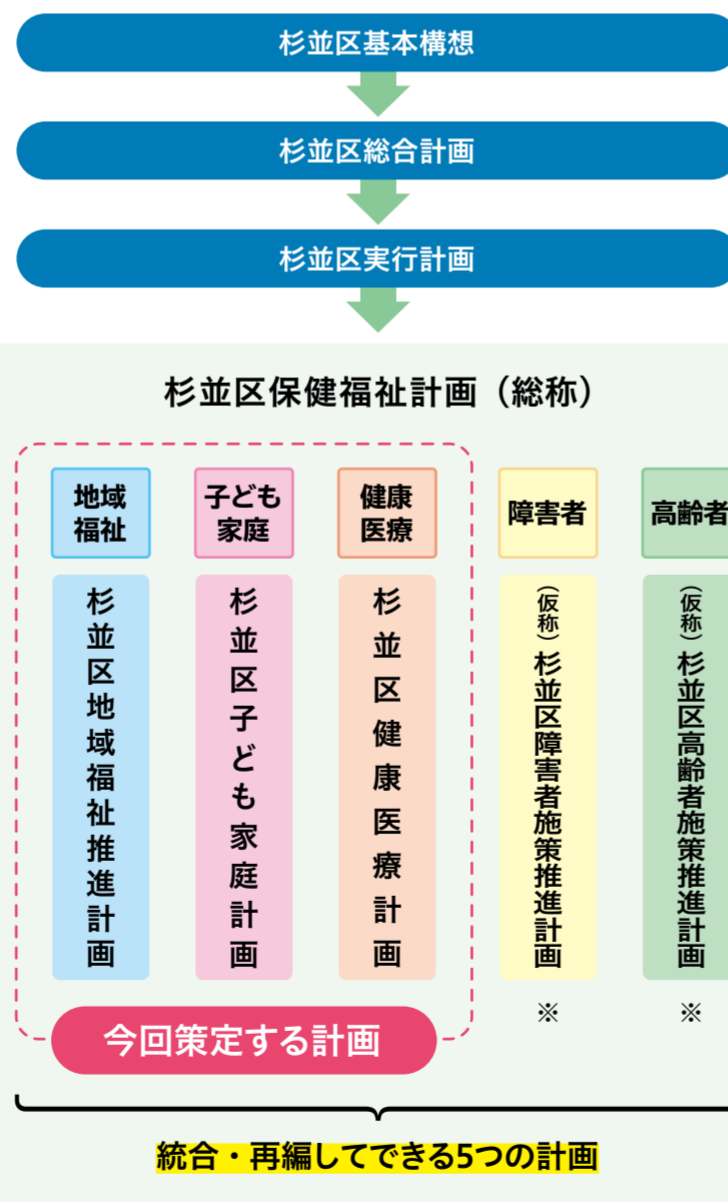 杉並区基本構想
杉並区総合計画
杉並区実行計画
杉並区保健福祉計画（総称）
地域
福祉
子ども
家庭
健康
医療
障害者
高齢者
杉並区地域福祉推進計画
杉並区子ども家庭計画
杉並区健康医療計画
（仮称）杉並区障害者施策推進計画
（仮称）杉並区高齢者施策推進計画
※
※
今回策定する計画
統合・再編してできる5つの計画